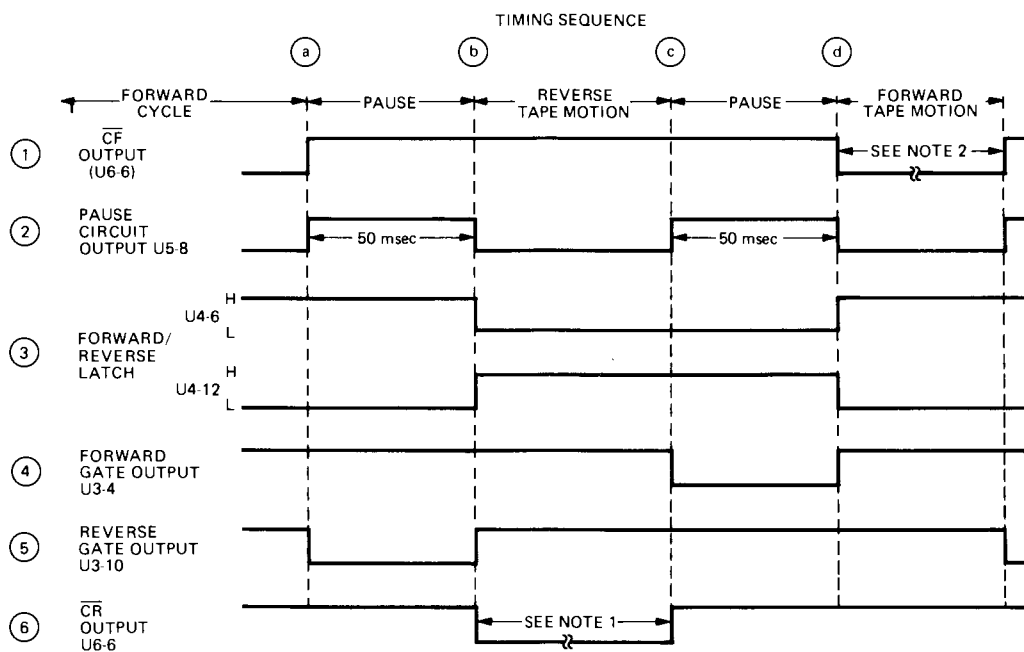 TIMING SEQUENCE
a b c d
FORWARD CYCLE PAUSE REVERSE TAPE MOTION PAUSE FORWARD TAPE MOTION
1
CF
OUTPUT
(U6-6)
SEE NOTE 2
2
PAUSE
CIRCUIT
OUTPUT U5-8
50 msec 50 msec
3
FORWARD/
REVERSE
LATCH
U4-6
H
L
U4-12
H
L
4
FORWARD
GATE OUTPUT
U3-4
5
REVERSE
GATE OUTPUT
U3-10
6
CR
OUTPUT
U6-6
SEE NOTE 1